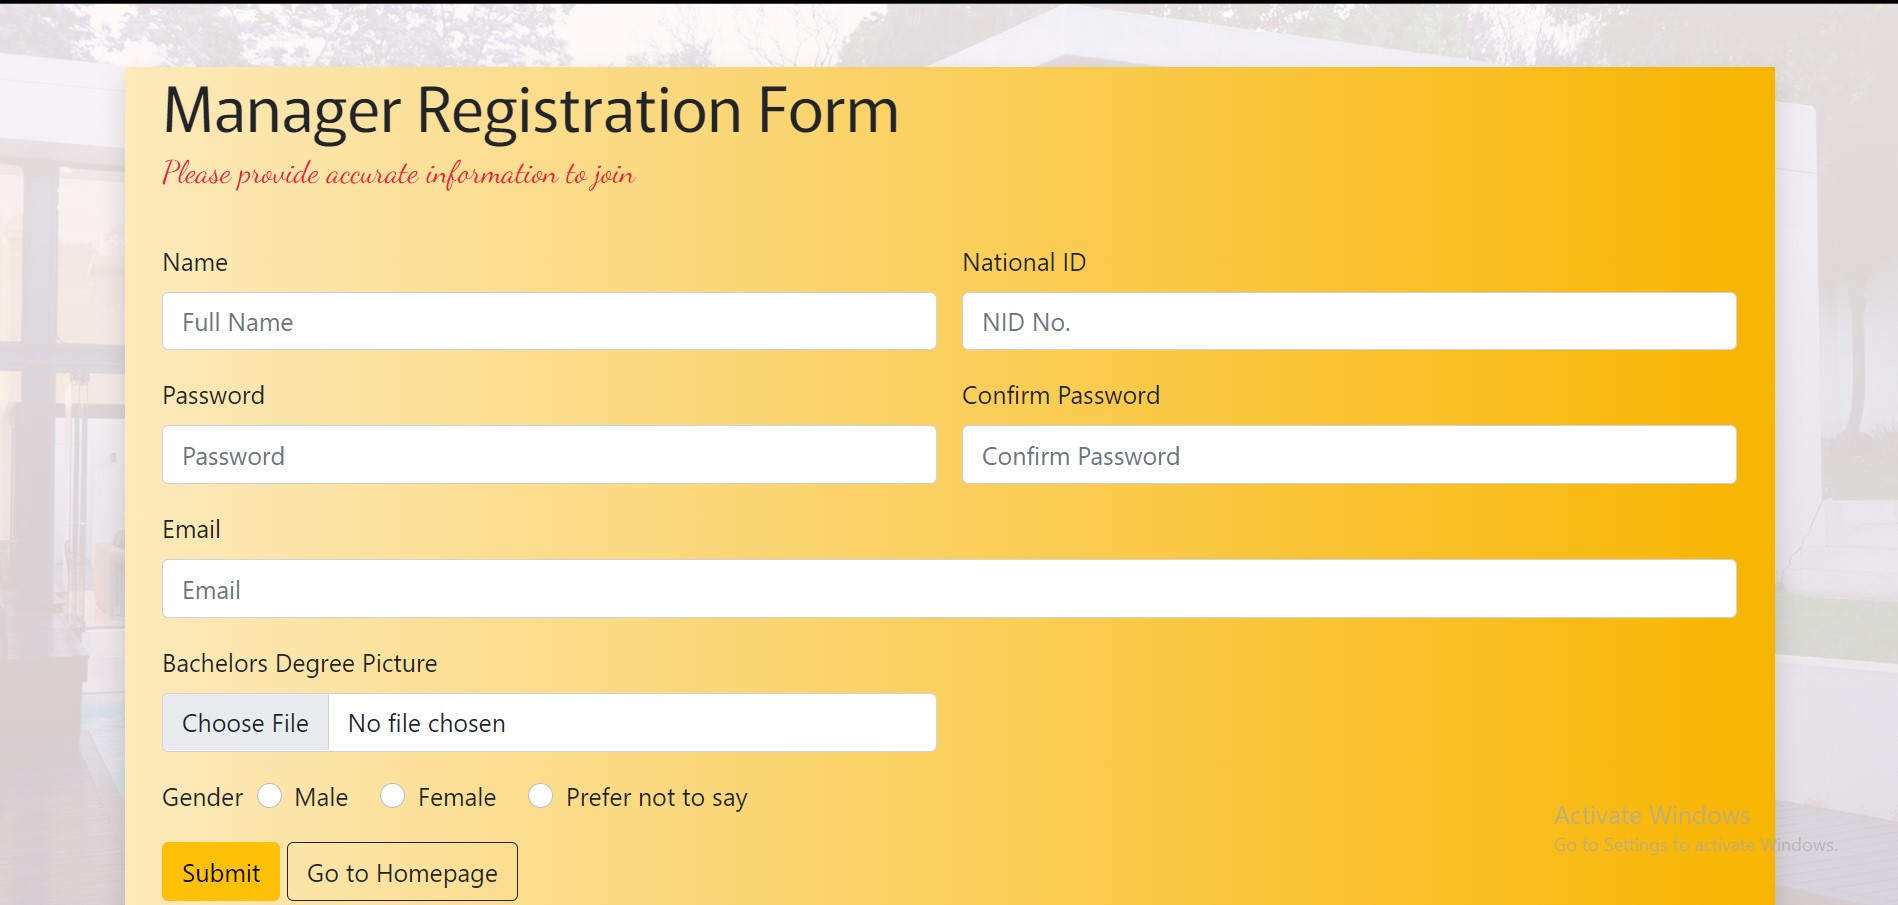 Manager Registration Form
Please provide accurate information to join
Name
National ID
Full Name
NID No.
Password
Confirm Password
Password
Confirm Password
Email
Email
Bachelors Degree Picture
Choose File No file chosen
Gender Male Female Prefer not to say
Activate Windows
Go to Settings to activate Windows.
Submit Go to Homepage